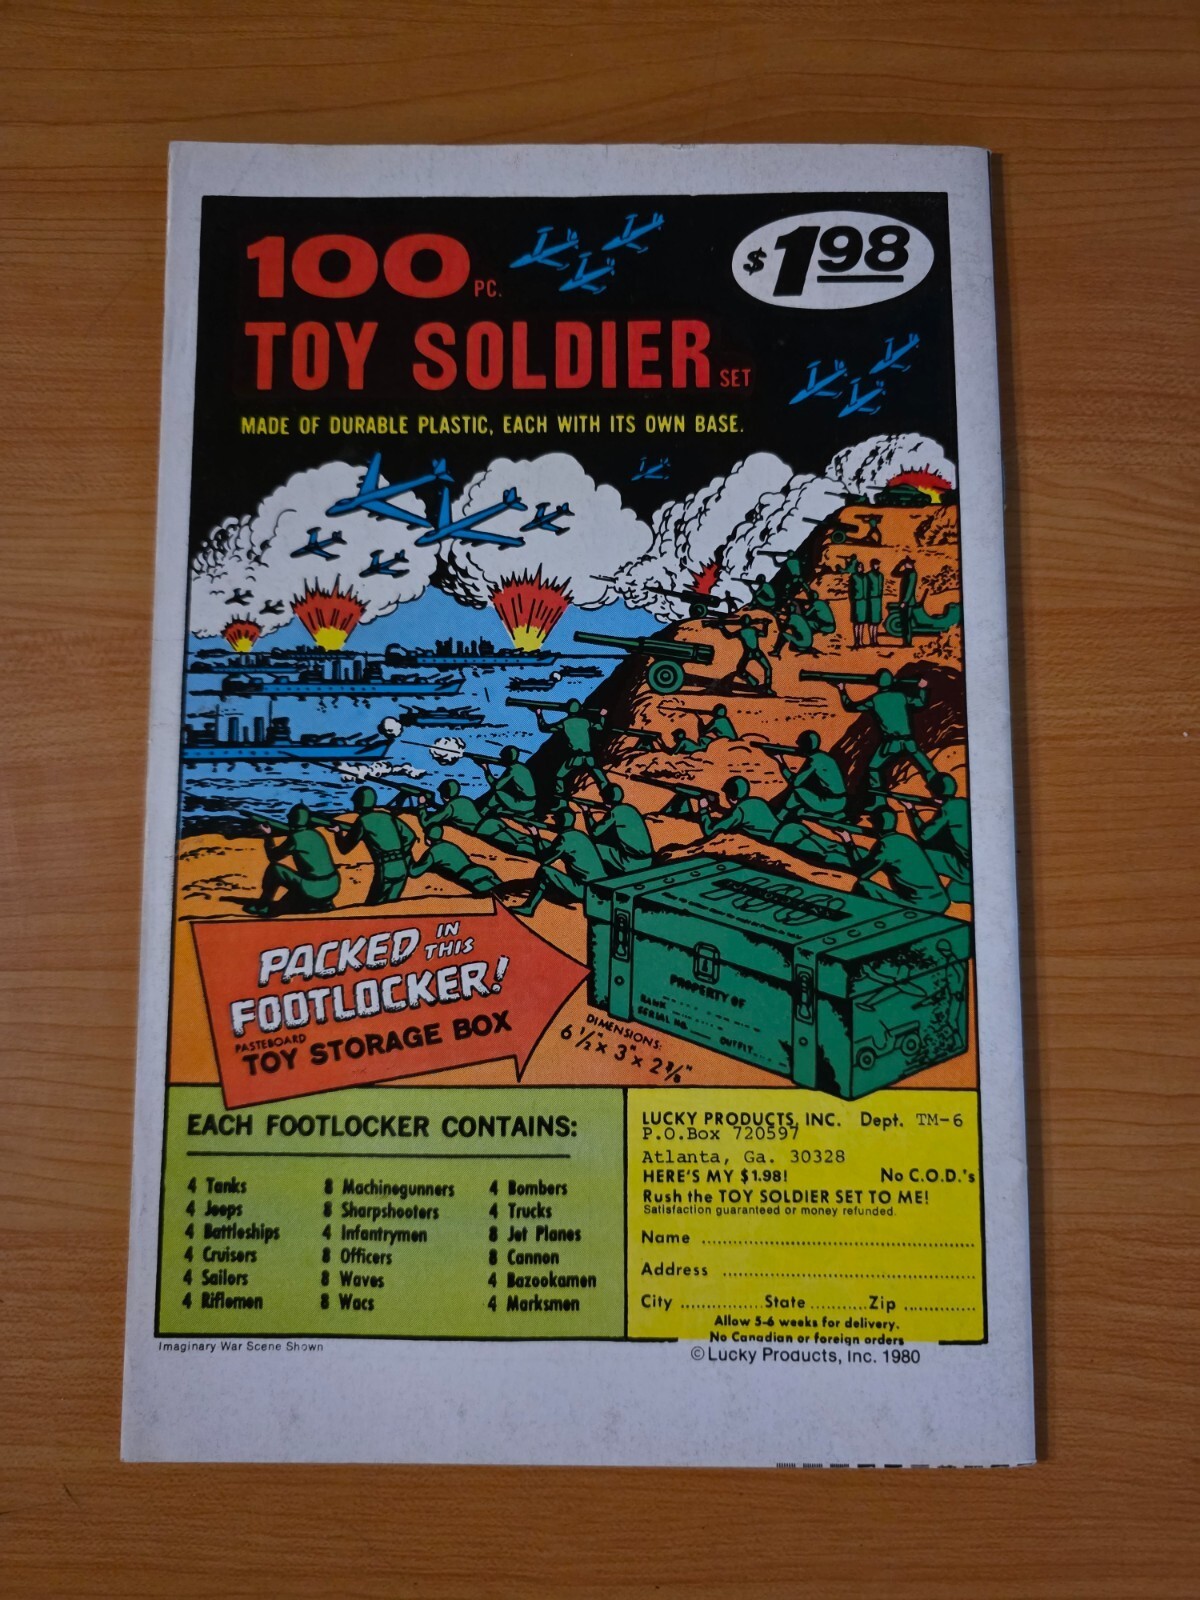 100 PC.
$1.98
TOY SOLDIER SET
MADE OF DURABLE PLASTIC, EACH WITH ITS OWN BASE.
PACKED IN THIS
FOOTLOCKER!
PASTEBOARD
TOY STORAGE BOX
PROPERTY OF
RANK
SERIAL NO.
OUTFIT
DIMENSIONS:
6 1/2" x 3" x 2 3/8"
EACH FOOTLOCKER CONTAINS:
4 Tanks
4 Jeeps
4 Battleships
4 Cruisers
4 Sailors
4 Riflemen
8 Machinegunners
8 Sharpshooters
4 Infantrymen
8 Officers
8 Waves
8 Wacs
4 Bombers
4 Trucks
8 Jet Planes
8 Cannon
4 Bazookamen
4 Marksmen
LUCKY PRODUCTS, INC. Dept. TM-6
P.O.Box 720597
Atlanta, Ga. 30328
HERE'S MY $1.98! No C.O.D.'s
Rush the TOY SOLDIER SET TO ME!
Satisfaction guaranteed or money refunded.
Name
Address
City State Zip
Allow 5-6 weeks for delivery.
No Canadian or foreign orders
Imaginary War Scene Shown
© Lucky Products, Inc. 1980